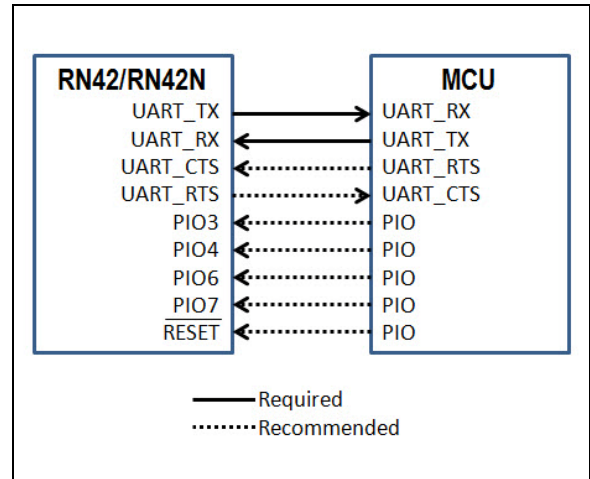 RN42/RN42N MCU
UART_TX UART_RX
UART_RX UART_TX
UART_CTS UART_RTS
UART_RTS UART_CTS
PIO3 PIO
PIO4 PIO
PIO6 PIO
PIO7 PIO
RESET PIO
Required
Recommended